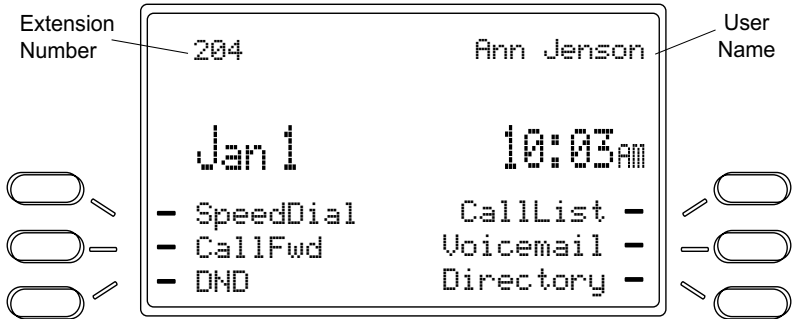 Extension Number
User Name
204
Ann Jenson
Jan 1
10:03AM
SpeedDial
CallList
CallFwd
Voicemail
DND
Directory